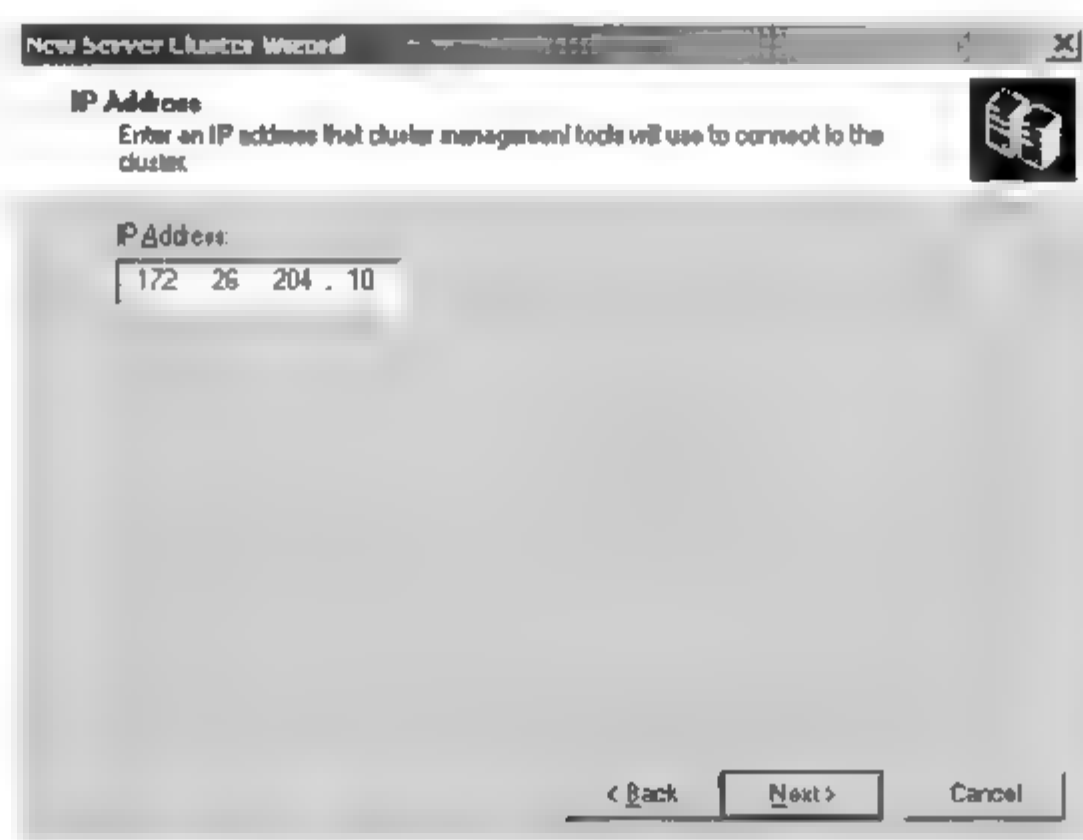 New Server Cluster Wizard
IP Address
Enter an IP address that cluster management tools will use to connect to the
cluster.
IP Address:
172 26 204 . 10
< Back Next > Cancel